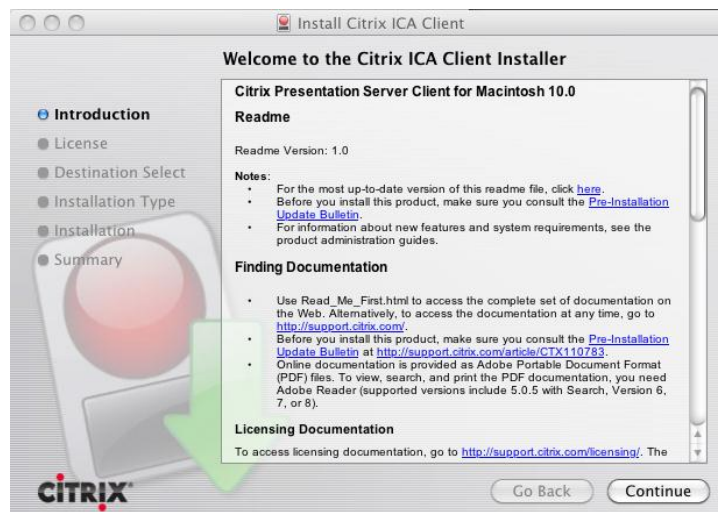 Install Citrix ICA Client
Welcome to the Citrix ICA Client Installer
Introduction
License
Destination Select
Installation Type
Installation
Summary
Citrix Presentation Server Client for Macintosh 10.0
Readme
Readme Version: 1.0
Notes:
• For the most up-to-date version of this readme file, click here.
• Before you install this product, make sure you consult the Pre-Installation
Update Bulletin.
• For information about new features and system requirements, see the
product administration guides.
Finding Documentation
• Use Read_Me_First.html to access the complete set of documentation on
the Web. Alternatively, to access the documentation at any time, go to
http://support.citrix.com/.
• Before you install this product, make sure you consult the Pre-Installation
Update Bulletin at http://support.citrix.com/article/CTX110783.
• Online documentation is provided as Adobe Portable Document Format
(PDF) files. To view, search, and print the PDF documentation, you need
Adobe Reader (supported versions include 5.0.5 with Search, Version 6,
7, or 8).
Licensing Documentation
To access licensing documentation, go to http://support.citrix.com/licensing/. The
CITRIX
Go Back
Continue